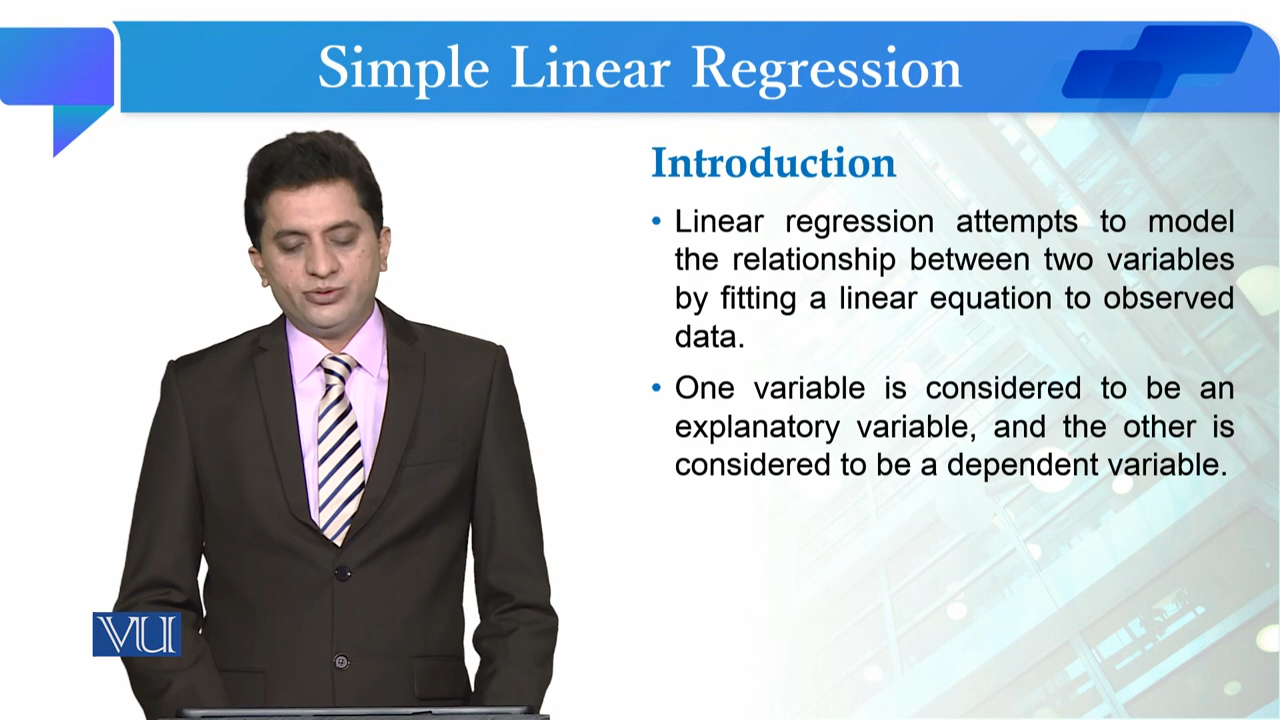 Simple Linear Regression
Introduction
• Linear regression attempts to model
the relationship between two variables
by fitting a linear equation to observed
data.
• One variable is considered to be an
explanatory variable, and the other is
considered to be a dependent variable.
VU